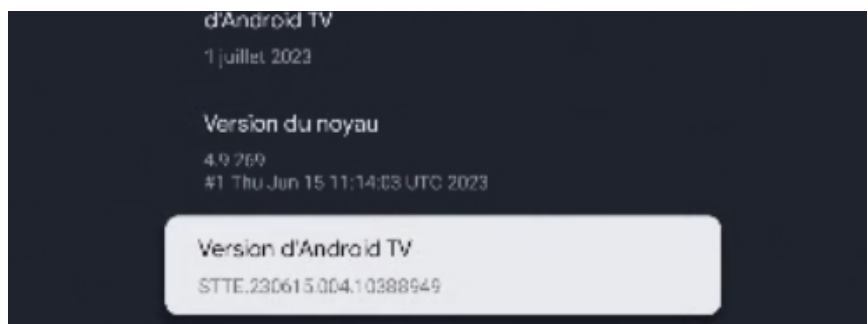 d'Android TV
1 juillet 2023
Version du noyau
4.9.269
#1 Thu Jun 15 11:14:03 UTC 2023
Version d'Android TV
STTE.230615.004.10388949